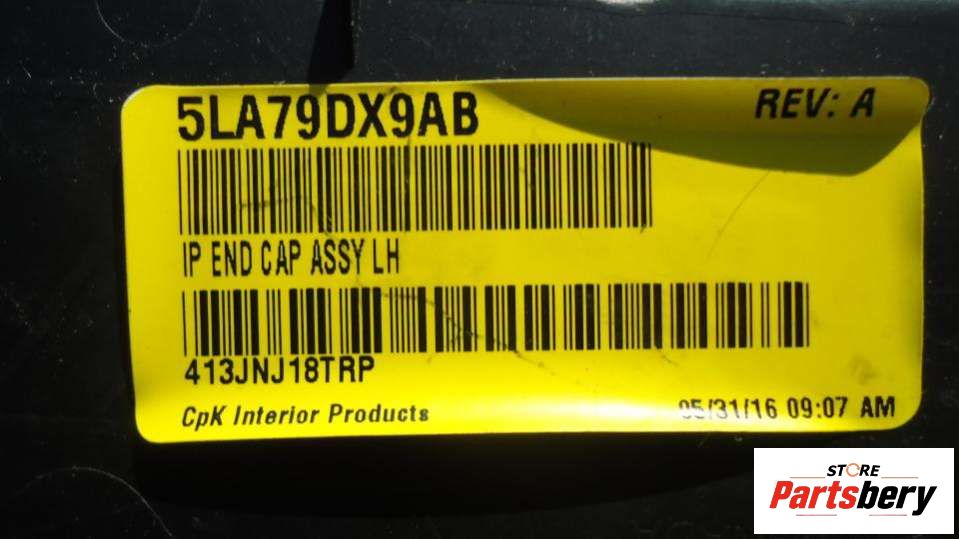 5LA79DX9AB
REV: A
IP END CAP ASSY LH
413JNJ18TRP
CpK Interior Products
05/31/16 09:07 AM
STORE
Partsbery